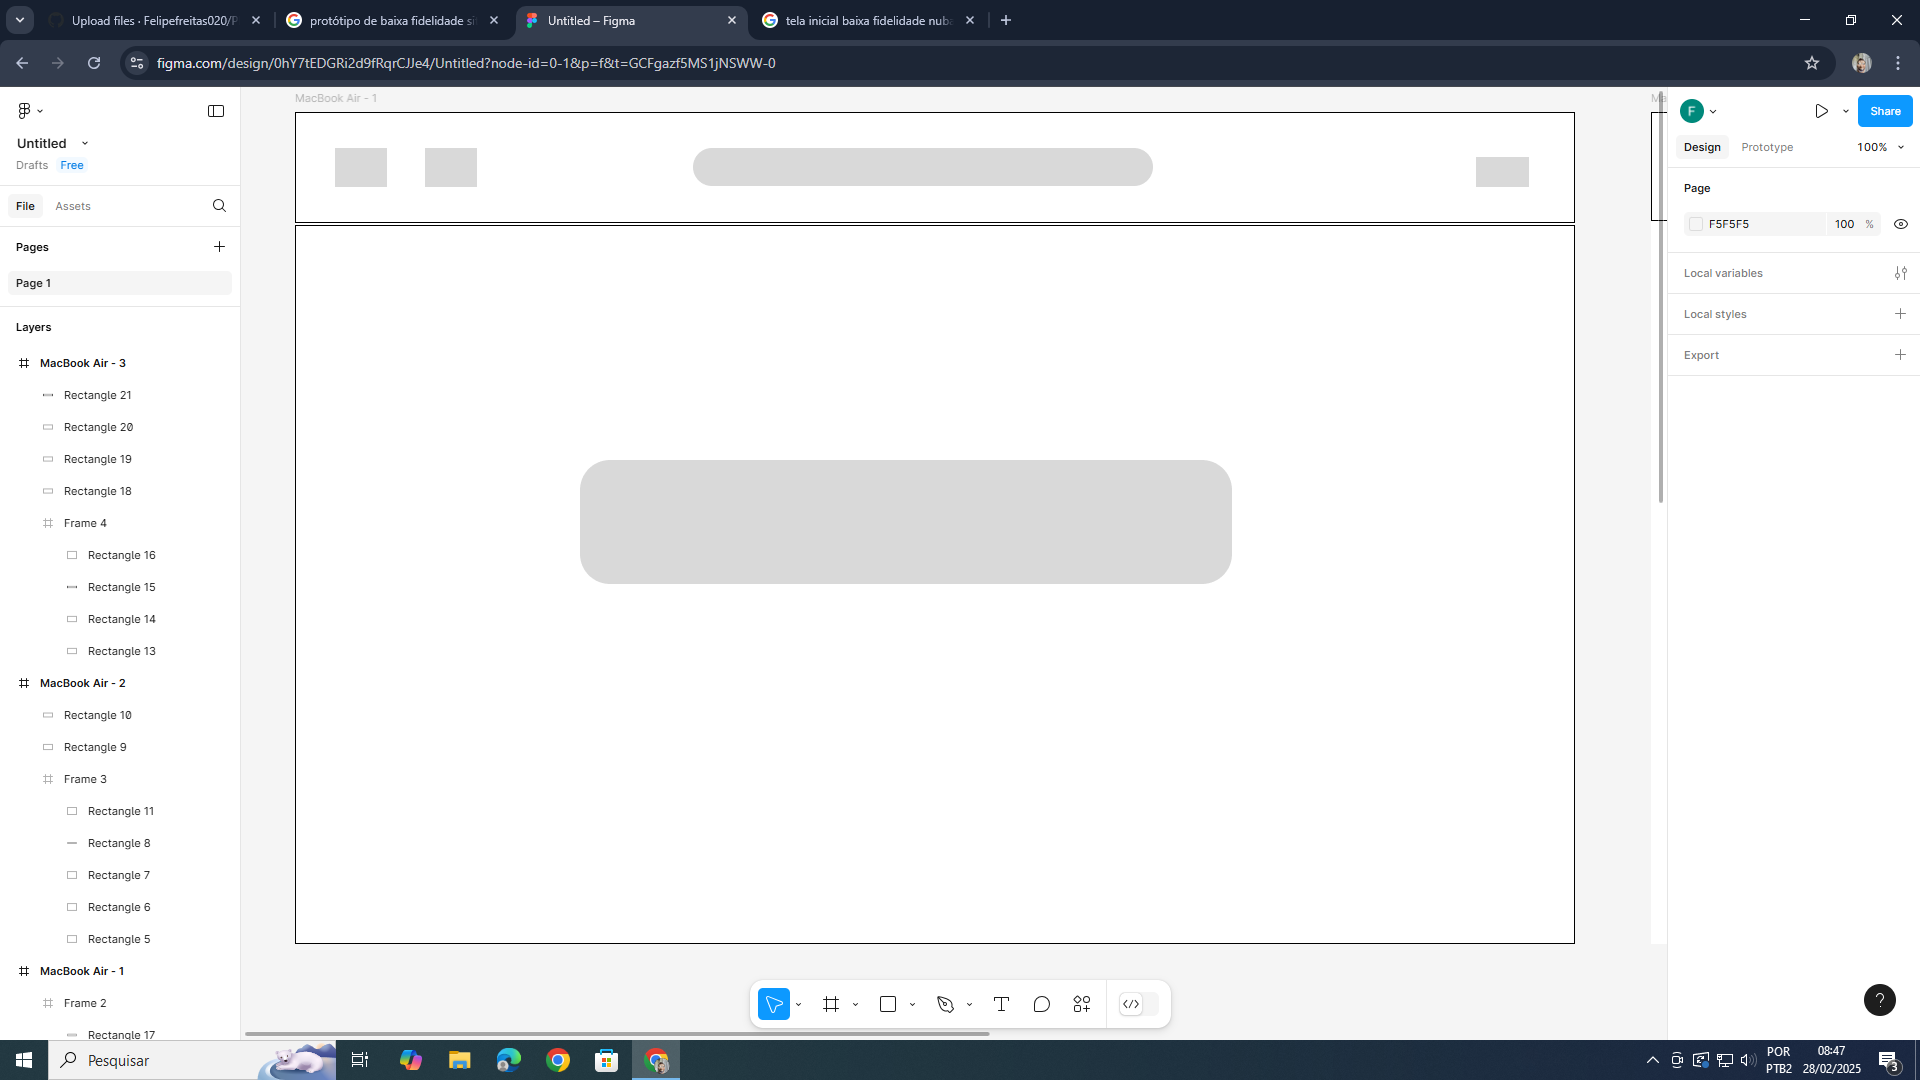 Upload files · Felipefreitas020/P
protótipo de baixa fidelidade si
Untitled – Figma
tela inicial baixa fidelidade nub
figma.com/design/0hY7tEDGRi2d9fRqrCJJe4/Untitled?node-id=0-1&p=f&t=GCFgazf5MS1jNSWW-0
Untitled
Drafts Free
File Assets
Pages
Page 1
Layers
MacBook Air - 3
Rectangle 21
Rectangle 20
Rectangle 19
Rectangle 18
Frame 4
Rectangle 16
Rectangle 15
Rectangle 14
Rectangle 13
MacBook Air - 2
Rectangle 10
Rectangle 9
Frame 3
Rectangle 11
Rectangle 8
Rectangle 7
Rectangle 6
Rectangle 5
MacBook Air - 1
Frame 2
Rectangle 17
MacBook Air - 1
Ma
F
Share
Design Prototype 100%
Page
F5F5F5 100 %
Local variables
Local styles
Export
?
Pesquisar
POR
PTB2
08:47
28/02/2025
3